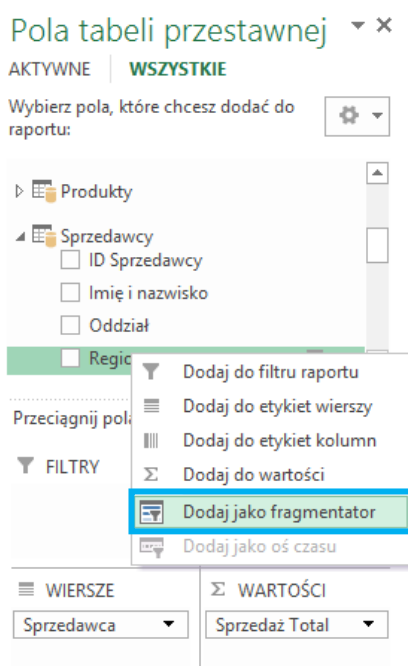 Pola tabeli przestawnej
AKTYWNE WSZYSTKIE
Wybierz pola, które chcesz dodać do
raportu:
Produkty
Sprzedawcy
ID Sprzedawcy
Imię i nazwisko
Oddział
Dodaj do filtru raportu
Dodaj do etykiet wierszy
Przeciągnij
Dodaj do etykiet kolumn
FILTRY
Dodaj do wartości
Dodaj jako fragmentator
Dodaj jako oś czasu
WIERSZE
Σ WARTOŚCI
Sprzedawca
Sprzedaż Total